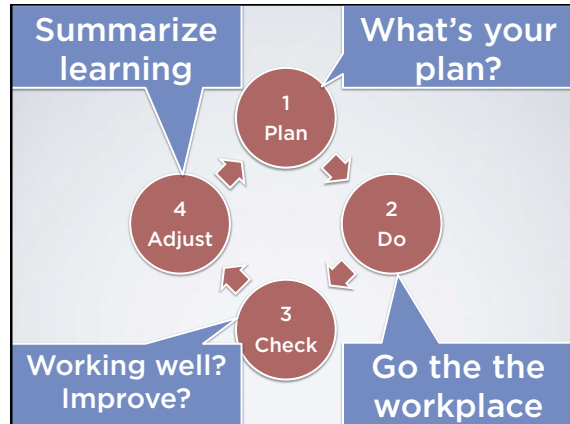 Summarize
learning
What's your
plan?
1
Plan
2
Do
3
Check
4
Adjust
Working well?
Improve?
Go the the
workplace